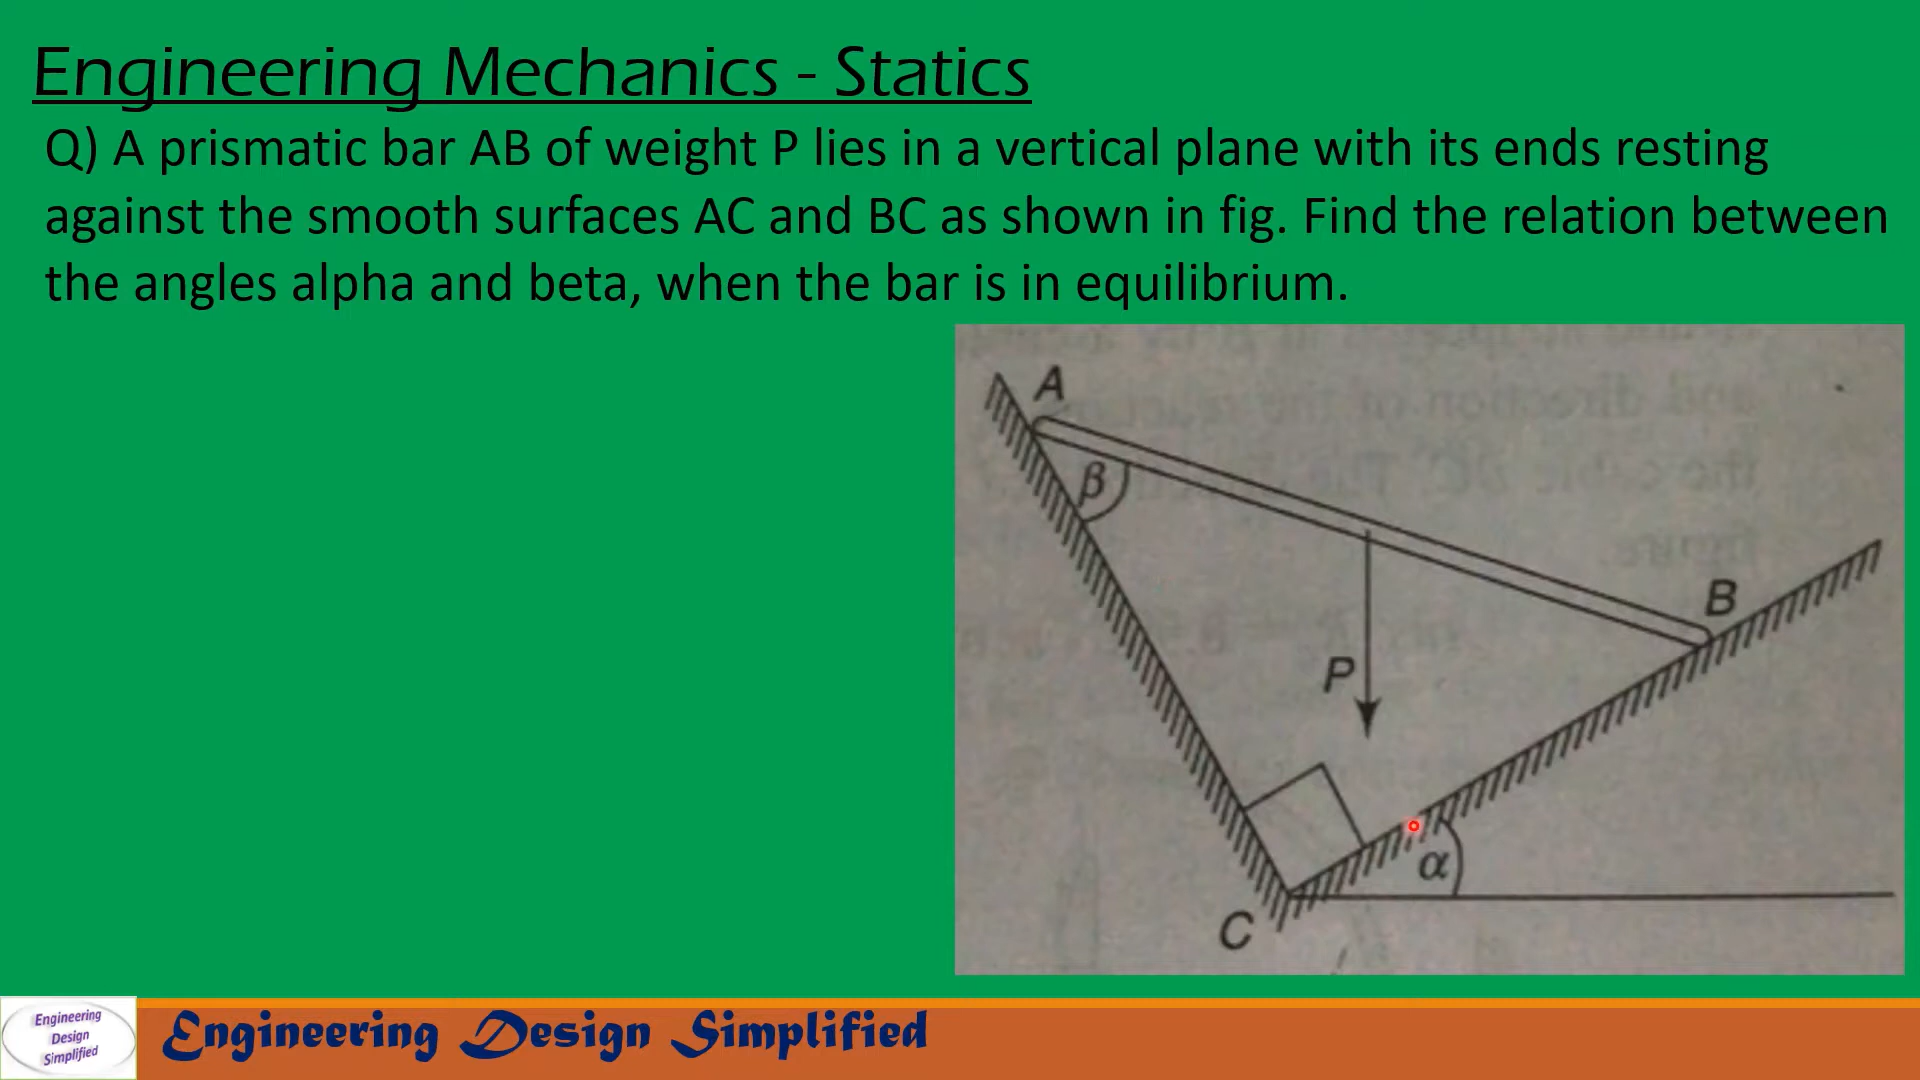 Engineering Mechanics - Statics
Q) A prismatic bar AB of weight P lies in a vertical plane with its ends resting
against the smooth surfaces AC and BC as shown in fig. Find the relation between
the angles alpha and beta, when the bar is in equilibrium.
A
β
B
P
α
C
Engineering
Design
Simplified
Engineering Design Simplified